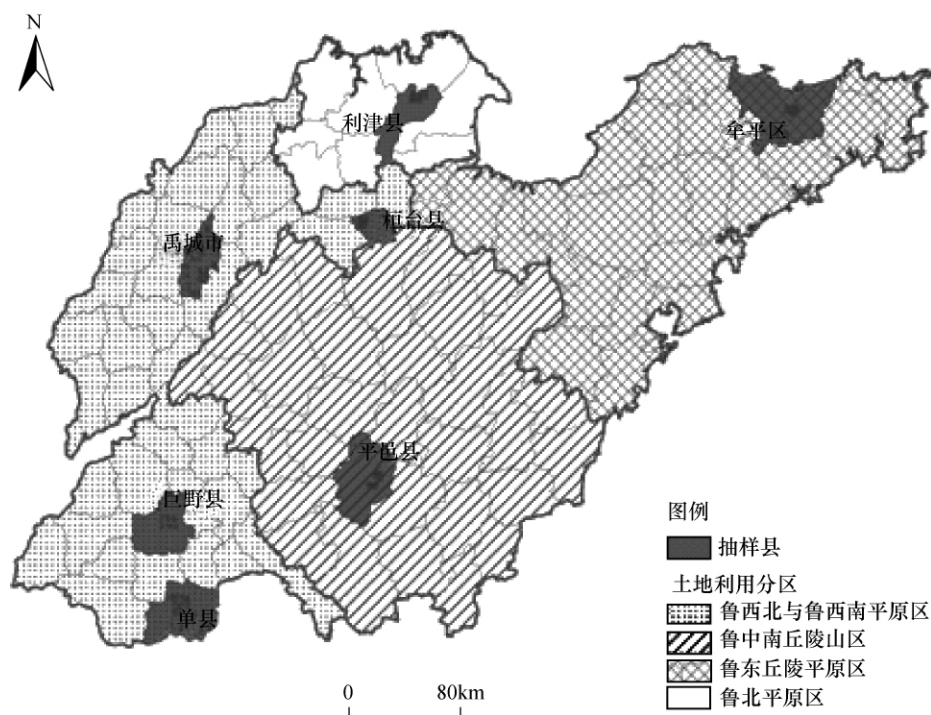 N
利津县
牟平区
桓台县
禹城市
平邑县
巨野县
单县
图例
抽样县
土地利用分区
鲁西北与鲁西南平原区
鲁中南丘陵山区
鲁东丘陵平原区
鲁北平原区
0 80km